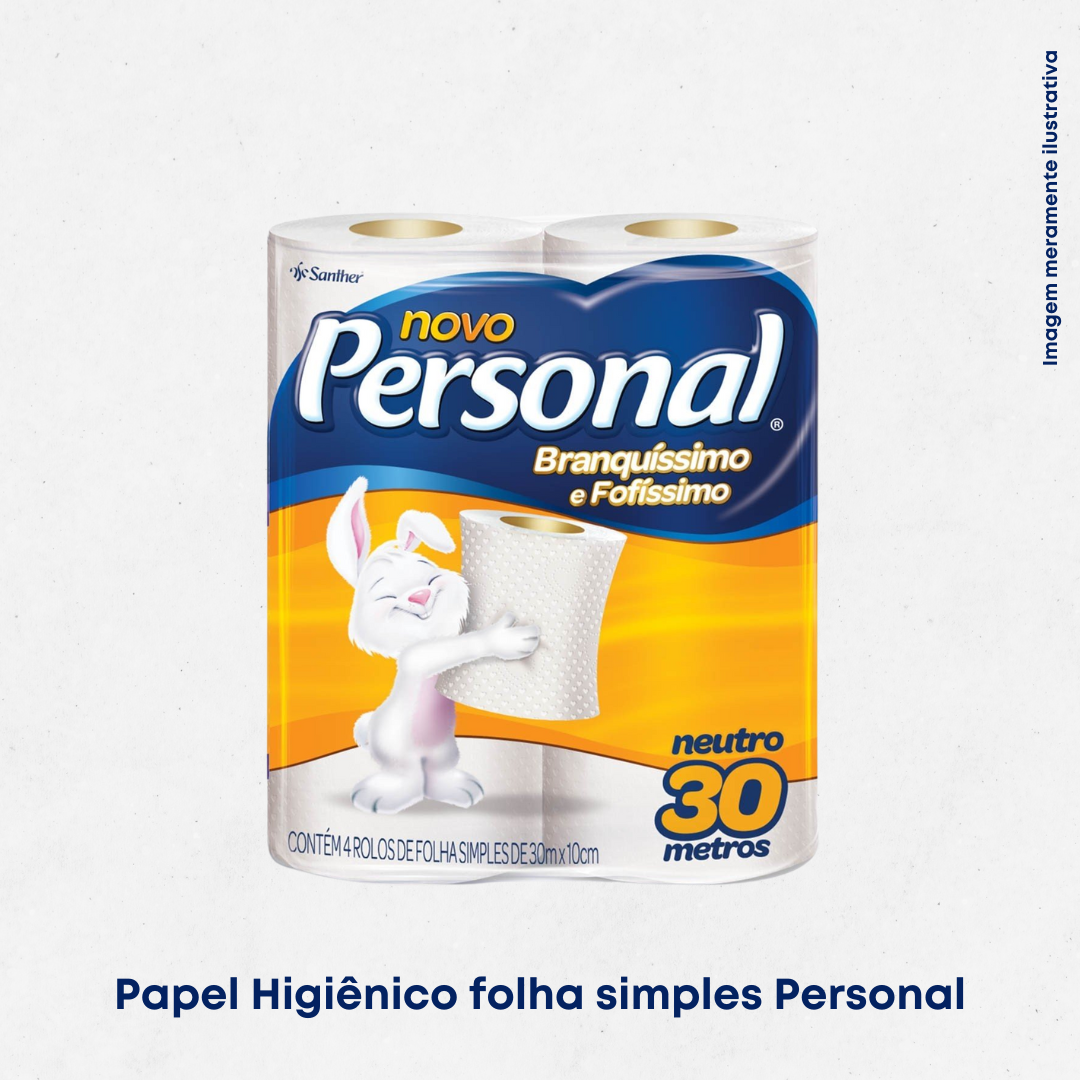 Imagem meramente ilustrativa
Santher
novo
Personal®
Branquíssimo
e Fofíssimo
neutro
30
metros
CONTÉM 4 ROLOS DE FOLHA SIMPLES DE 30m x 10cm
Papel Higiênico folha simples Personal